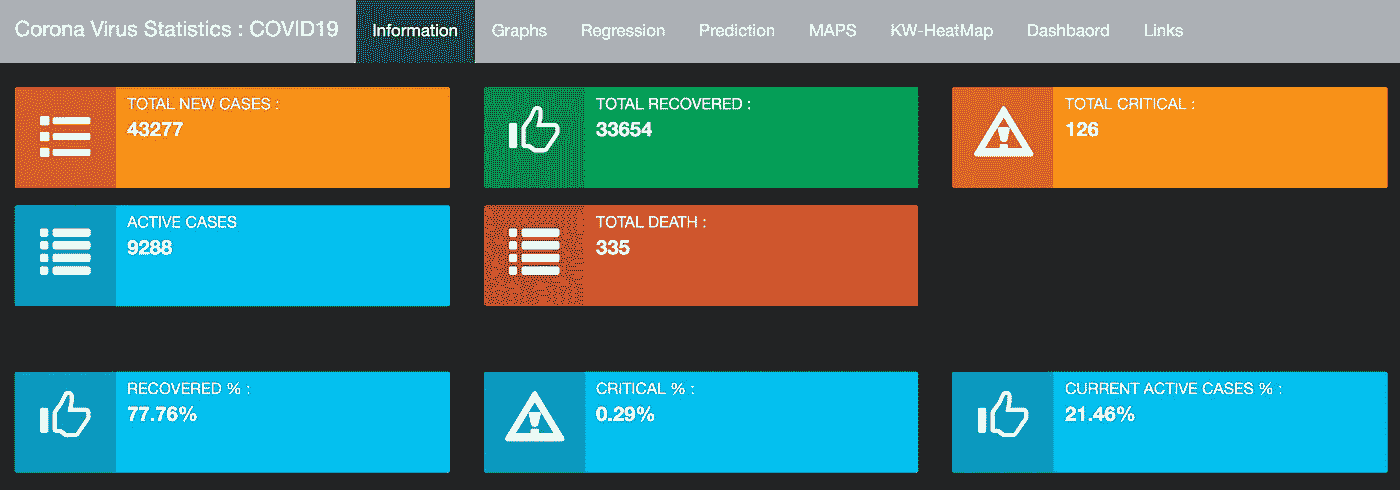 Corona Virus Statistics : COVID19 Information Graphs Regression Prediction MAPS KW-HeatMap Dashbaord Links
TOTAL NEW CASES :
43277
TOTAL RECOVERED :
33654
TOTAL CRITICAL :
126
ACTIVE CASES
9288
TOTAL DEATH :
335
RECOVERED % :
77.76%
CRITICAL % :
0.29%
CURRENT ACTIVE CASES % :
21.46%